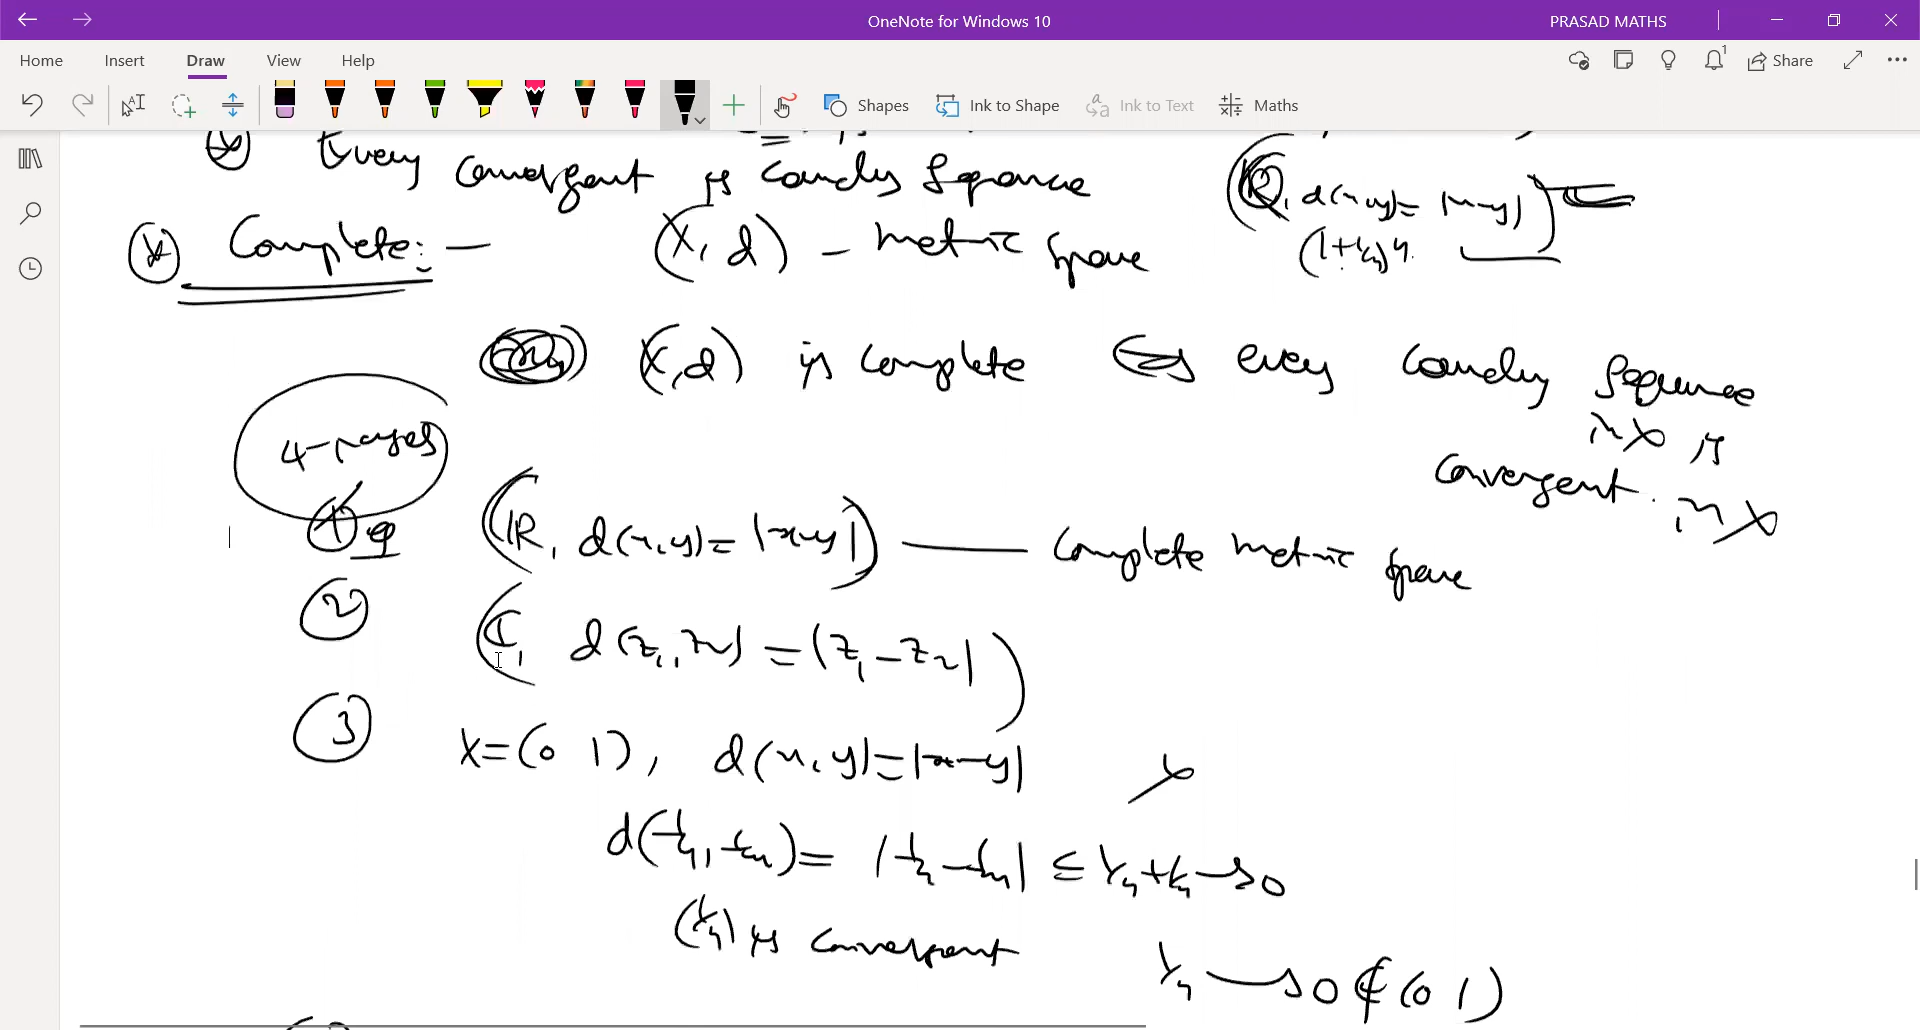 OneNote for Windows 10
PRASAD MATHS
Home Insert Draw View Help
Share
Shapes Ink to Shape Ink to Text Maths
Every convergent is Cauchy Sequence
(Q, d(x,y)= |x-y|)
(1+1/n)^n.
Complete:- (X, d) - metric space
(X,d) is complete ⇔ every Cauchy Sequence
in X is
convergent. in X
① eg (ℝ, d(x,y)= |x-y|) — complete metric space
② (ℂ, d(z₁,z₂) = |z₁-z₂|)
③ X=(0 1), d(x,y)=|x-y|
d(1/n, 1/m)= |1/n - 1/m| ≤ 1/n + 1/m → 0
(1/n) is convergent
1/n → 0 ∉ (0 1)